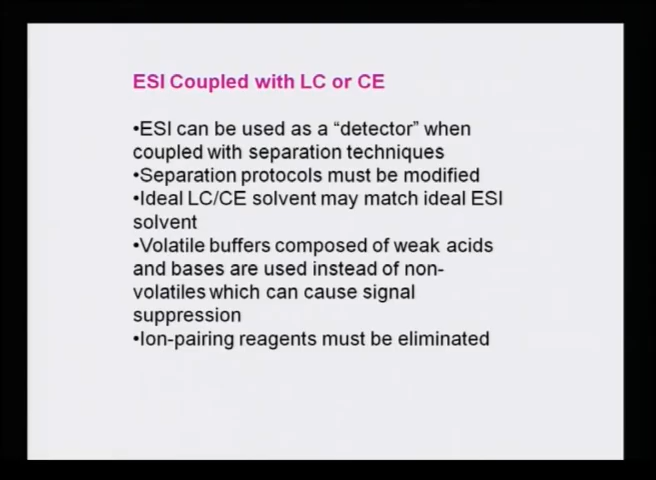 ESI Coupled with LC or CE
•ESI can be used as a “detector” when
coupled with separation techniques
•Separation protocols must be modified
•Ideal LC/CE solvent may match ideal ESI
solvent
•Volatile buffers composed of weak acids
and bases are used instead of non-
volatiles which can cause signal
suppression
•Ion-pairing reagents must be eliminated